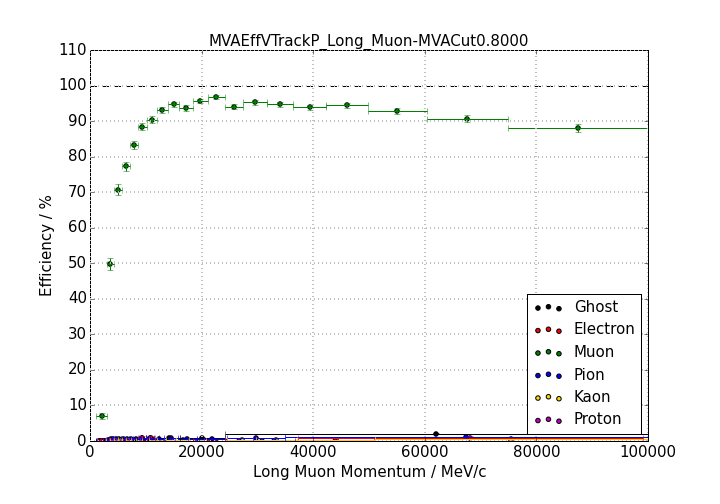 MVAEffVTrackP_Long_Muon-MVACut0.8000
110
100
90
80
70
60
50
40
30
20
10
0
Efficiency / %
Ghost
Electron
Muon
Pion
Kaon
Proton
0 20000 40000 60000 80000 100000
Long Muon Momentum / MeV/c